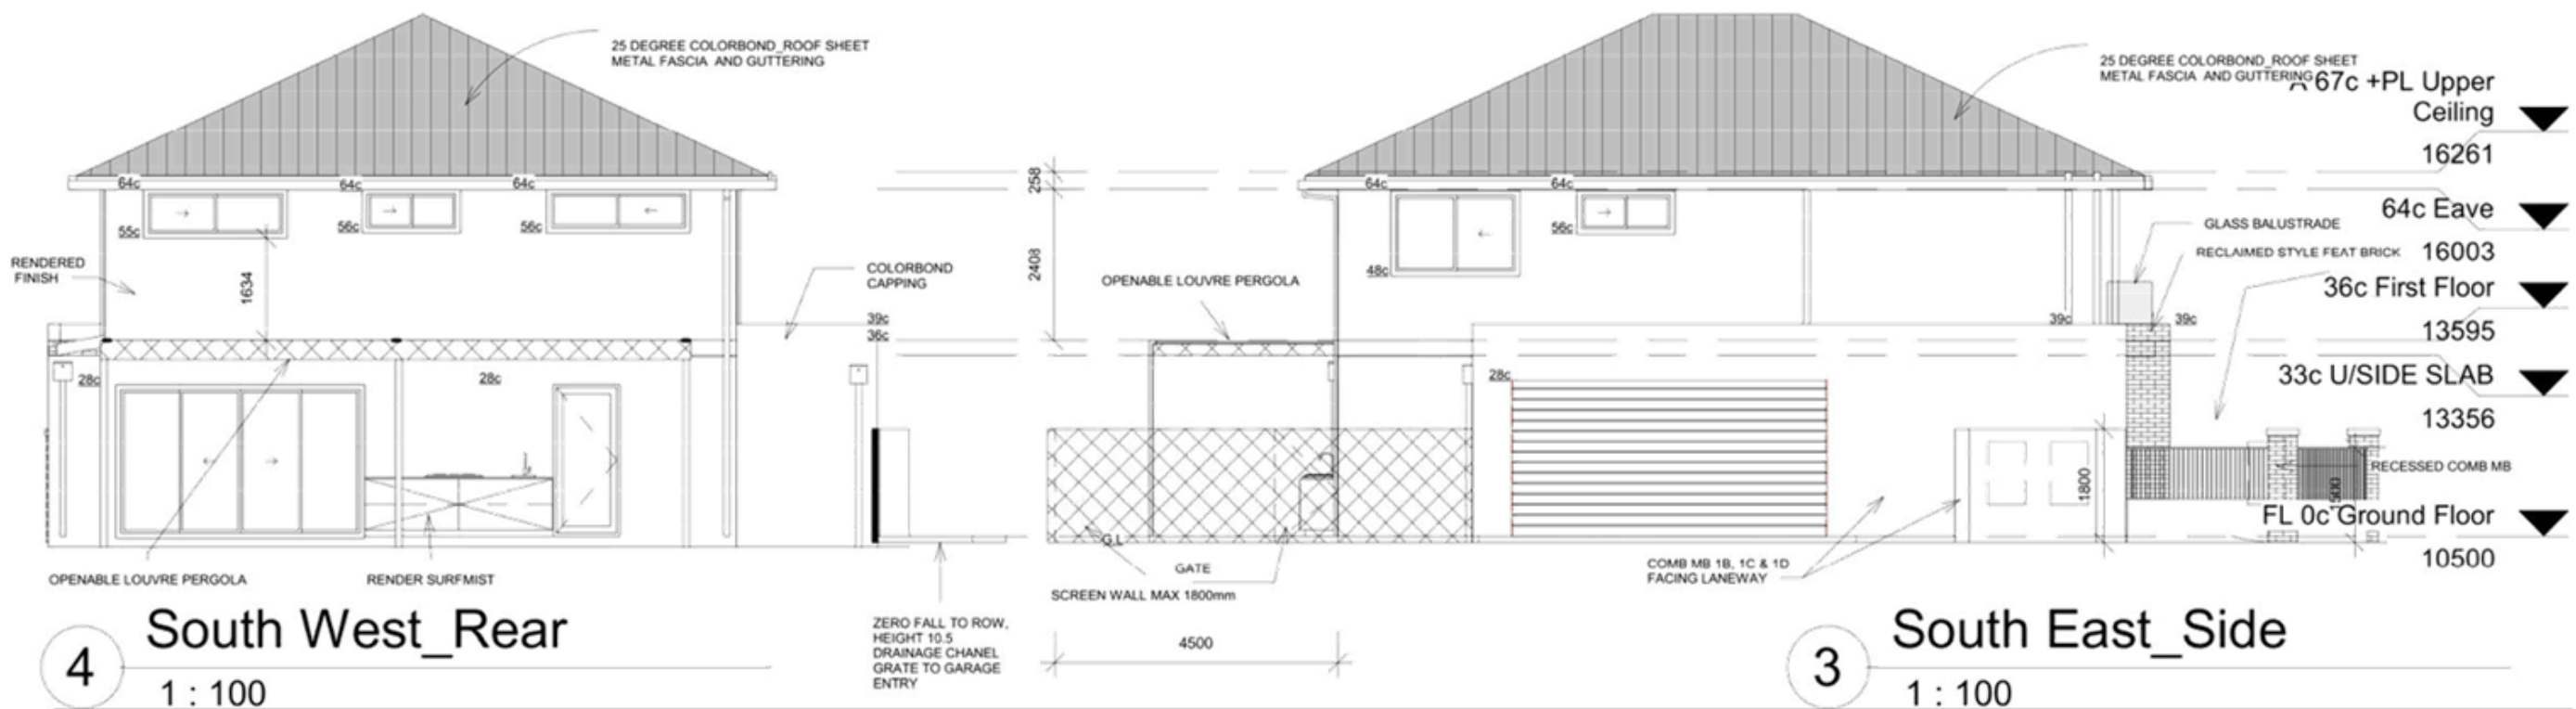 25 DEGREE COLORBOND_ROOF SHEET
METAL FASCIA AND GUTTERING
64c
64c
64c
55c
56c
56c
RENDERED
FINISH
1634
COLORBOND
CAPPING
39c
36c
28c
28c
OPENABLE LOUVRE PERGOLA
RENDER SURFMIST
ZERO FALL TO ROW,
HEIGHT 10.5
DRAINAGE CHANEL
GRATE TO GARAGE
ENTRY
4
South West_Rear
1 : 100
258
2408
25 DEGREE COLORBOND_ROOF SHEET
METAL FASCIA AND GUTTERING
64c
64c
56c
48c
OPENABLE LOUVRE PERGOLA
GLASS BALUSTRADE
RECLAIMED STYLE FEAT BRICK
39c
39c
28c
1800
RECESSED COMB MB
G.L
GATE
SCREEN WALL MAX 1800mm
COMB MB 1B, 1C & 1D
FACING LANEWAY
4500
3
South East_Side
1 : 100
67c +PL Upper
Ceiling
16261
64c Eave
16003
36c First Floor
13595
33c U/SIDE SLAB
13356
FL 0c Ground Floor
10500